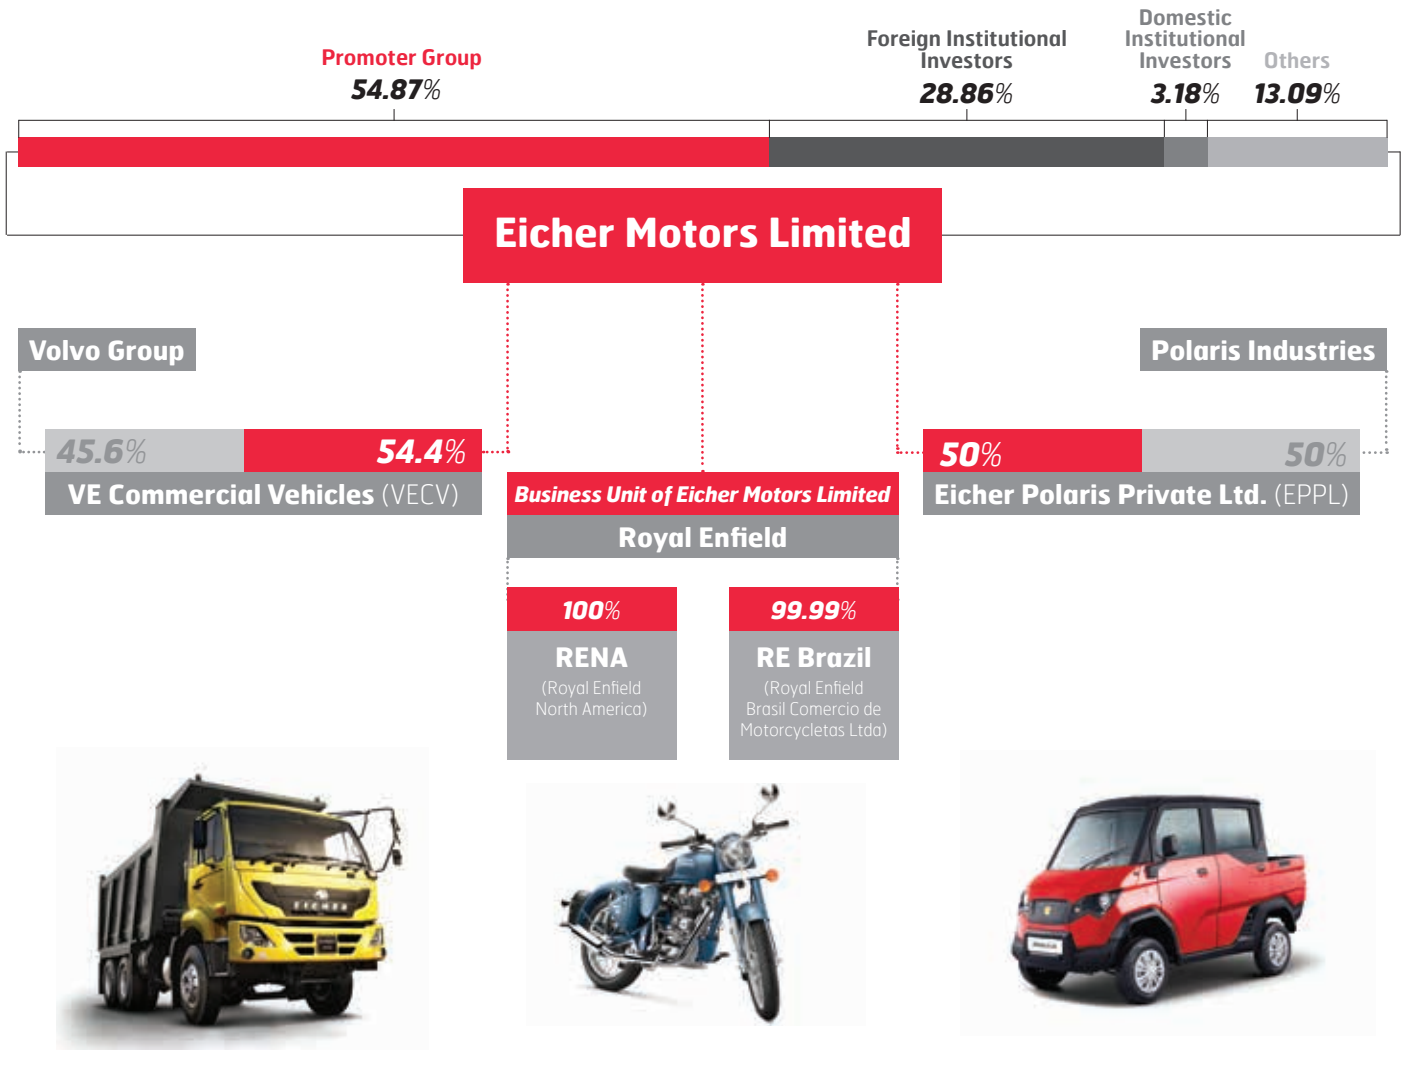 Promoter Group
54.87%
Foreign Institutional
Investors
28.86%
Domestic
Institutional
Investors
3.18%
Others
13.09%
Eicher Motors Limited
Volvo Group
Polaris Industries
45.6%
54.4%
VE Commercial Vehicles (VECV)
50%
50%
Eicher Polaris Private Ltd. (EPPL)
Business Unit of Eicher Motors Limited
Royal Enfield
100%
RENA
(Royal Enfield
North America)
99.99%
RE Brazil
(Royal Enfield
Brasil Comercio de
Motorcycletas Ltda)
EICHER